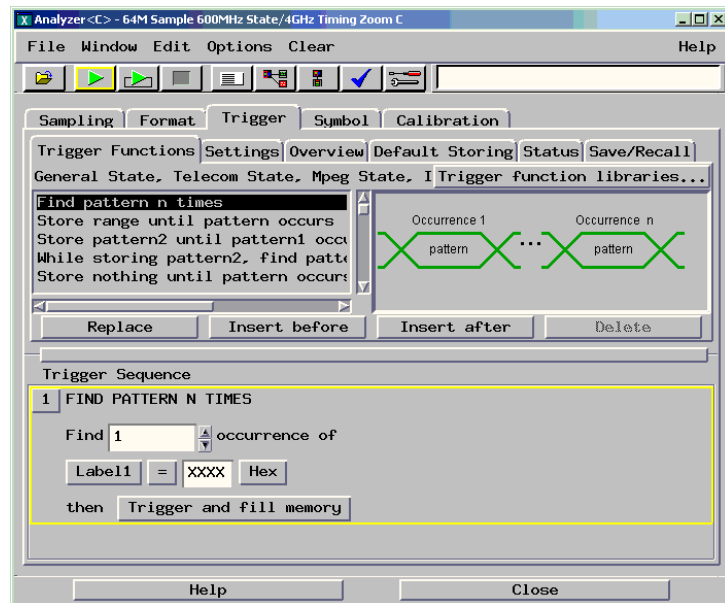 Analyzer<C> - 64M Sample 600MHz State/4GHz Timing Zoom C
File Window Edit Options Clear Help
Sampling Format Trigger Symbol Calibration
Trigger Functions Settings Overview Default Storing Status Save/Recall
General State, Telecom State, Mpeg State, I Trigger function libraries...
Find pattern n times
Store range until pattern occurs
Store pattern2 until pattern1 occu
While storing pattern2, find patte
Store nothing until pattern occurs
Occurrence 1 Occurrence n
pattern ... pattern
Replace Insert before Insert after Delete
Trigger Sequence
1 FIND PATTERN N TIMES
Find 1 occurrence of
Label1 = XXXX Hex
then Trigger and fill memory
Help Close